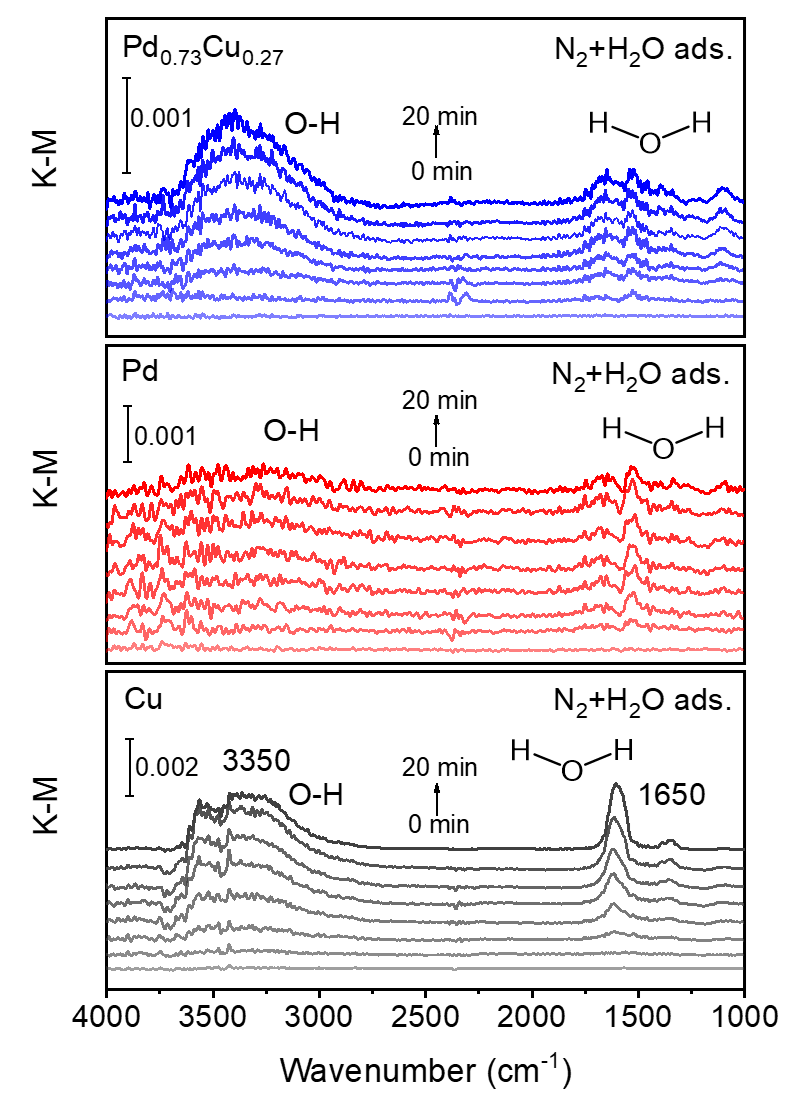 Pd₀.₇₃Cu₀.₂₇
N₂+H₂O ads.
0.001
O-H
20 min
0 min
H O H
K-M
Pd
N₂+H₂O ads.
0.001
O-H
20 min
0 min
H O H
K-M
Cu
N₂+H₂O ads.
0.002
3350
O-H
20 min
0 min
H O H
1650
K-M
4000 3500 3000 2500 2000 1500 1000
Wavenumber (cm⁻¹)